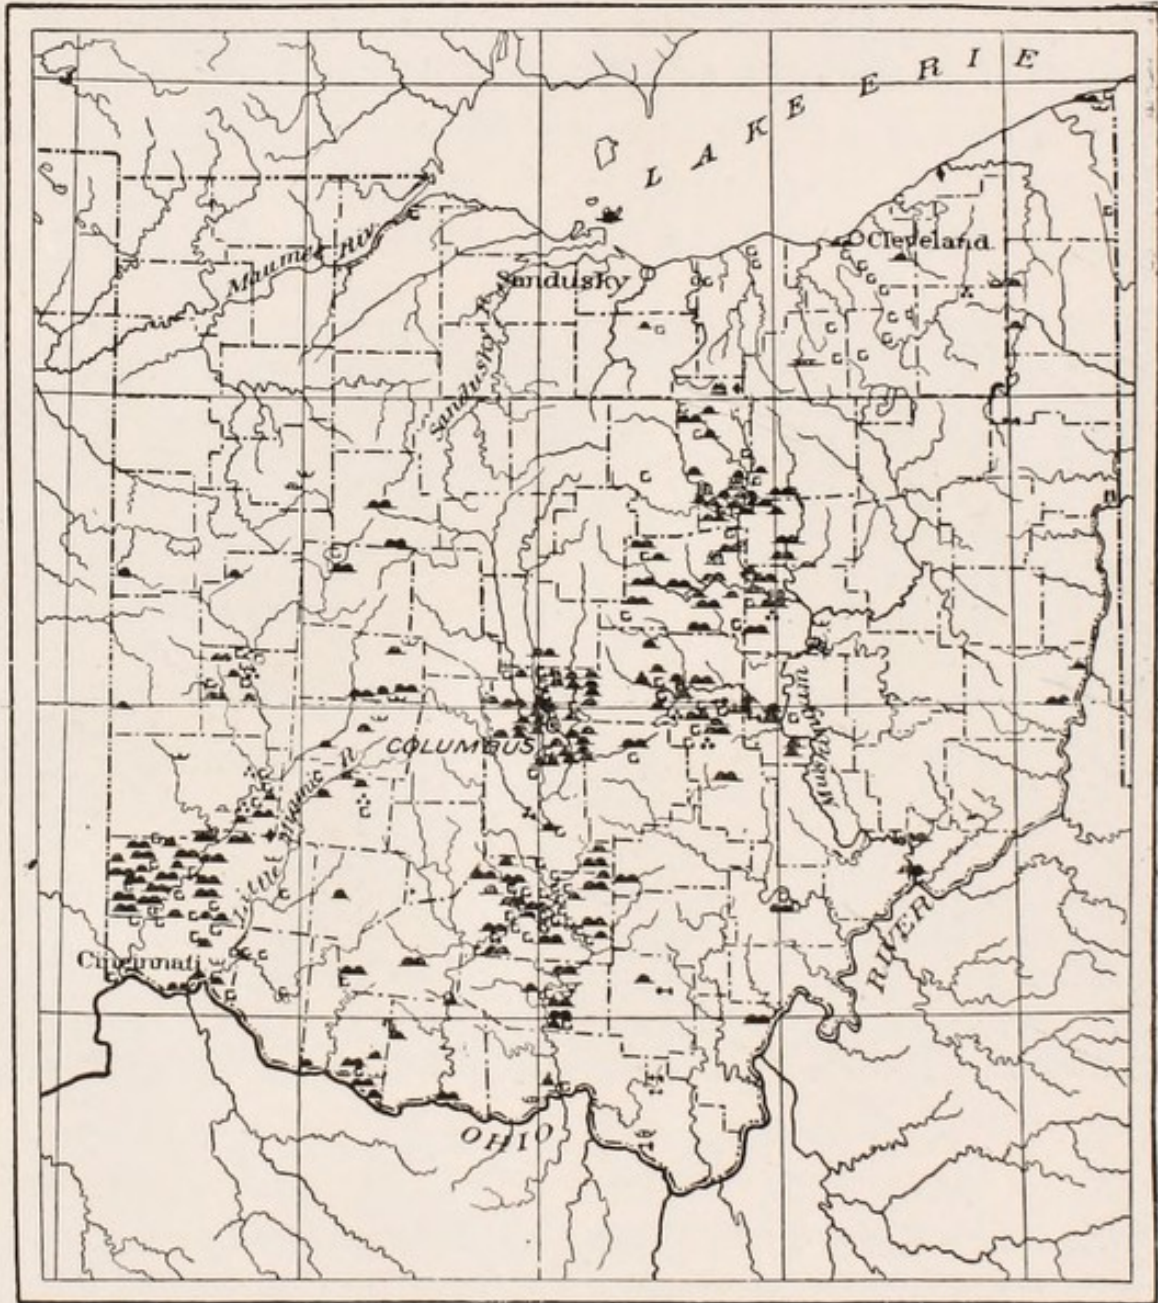 LAKE ERIE
Cleveland
Maumee Riv.
Sandusky
Sandusky R.
COLUMBUS
Muskingum
Little Miami R
Cincinnati
RIVER
OHIO